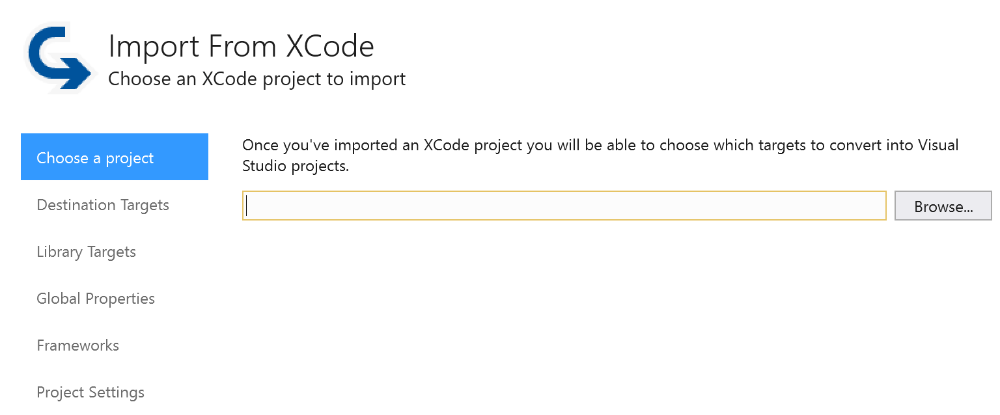 Import From XCode
Choose an XCode project to import
Choose a project
Destination Targets
Library Targets
Global Properties
Frameworks
Project Settings
Once you've imported an XCode project you will be able to choose which targets to convert into Visual
Studio projects.
Browse...